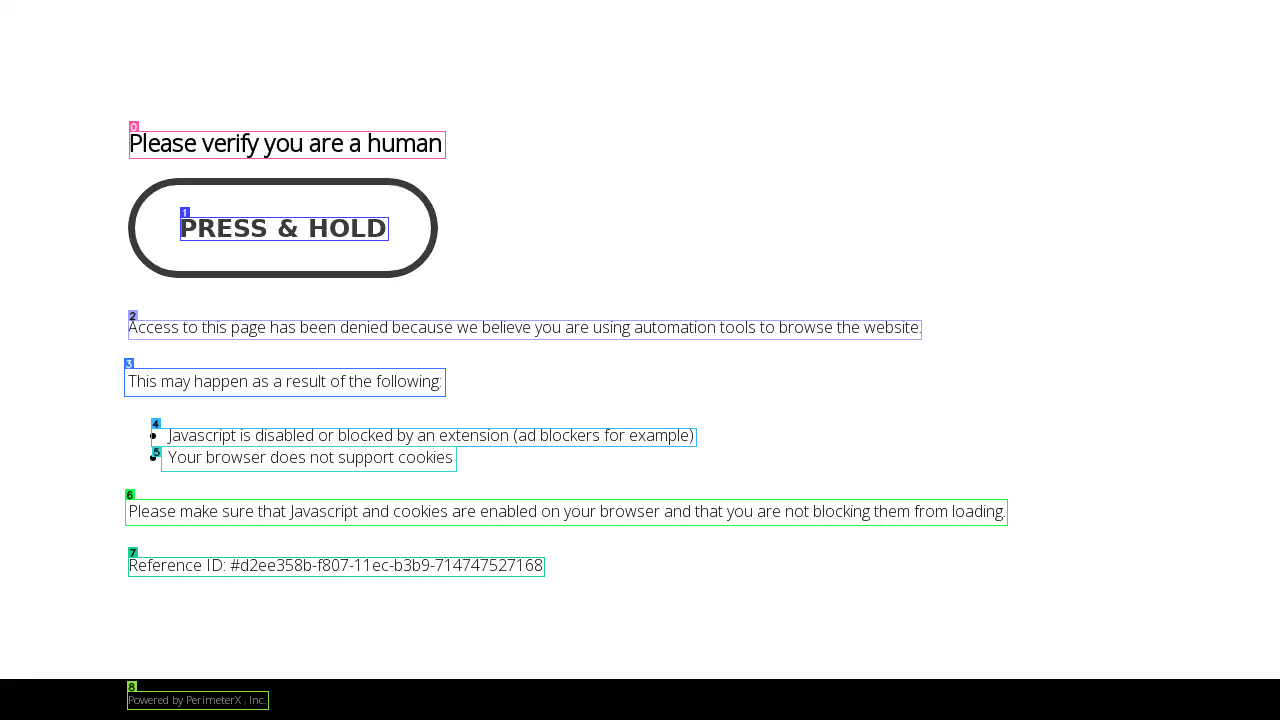 0
Please verify you are a human
1
PRESS & HOLD
2
Access to this page has been denied because we believe you are using automation tools to browse the website.
3
This may happen as a result of the following:
4
Javascript is disabled or blocked by an extension (ad blockers for example)
5
Your browser does not support cookies
6
Please make sure that Javascript and cookies are enabled on your browser and that you are not blocking them from loading.
7
Reference ID: #d2ee358b-f807-11ec-b3b9-714747527168
8
Powered by PerimeterX , Inc.